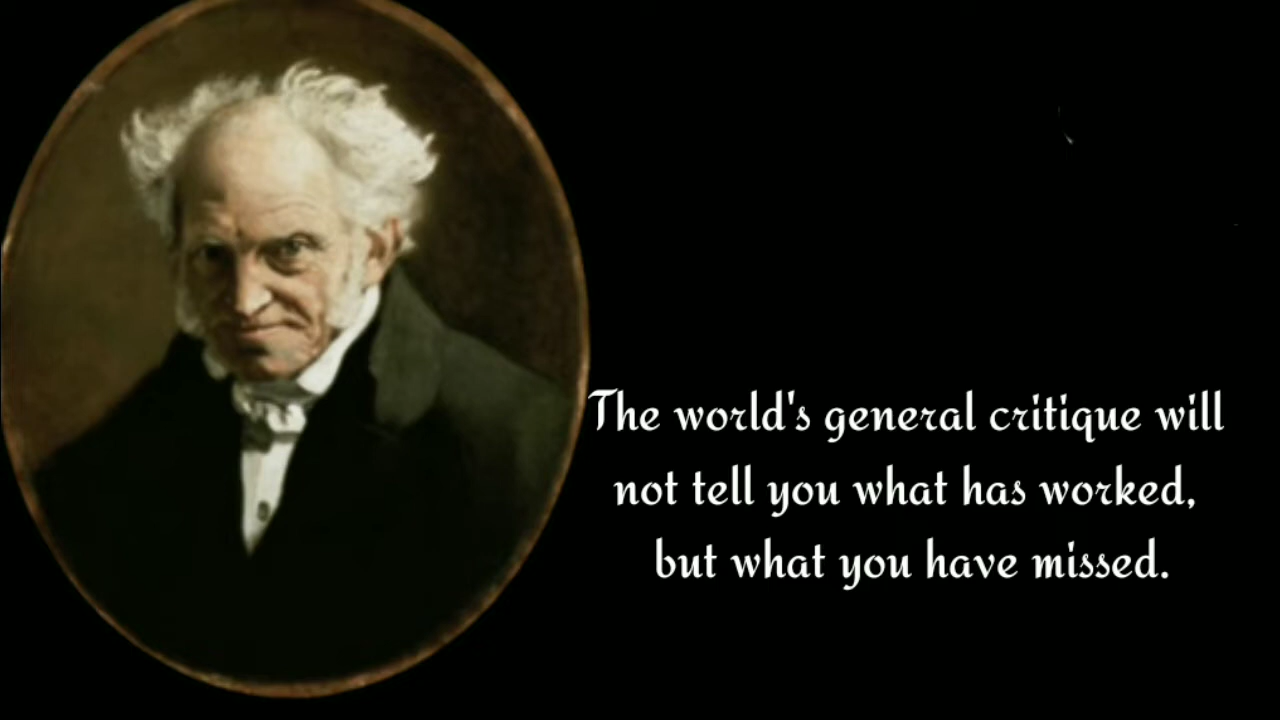 The world's general critique will
not tell you what has worked,
but what you have missed.